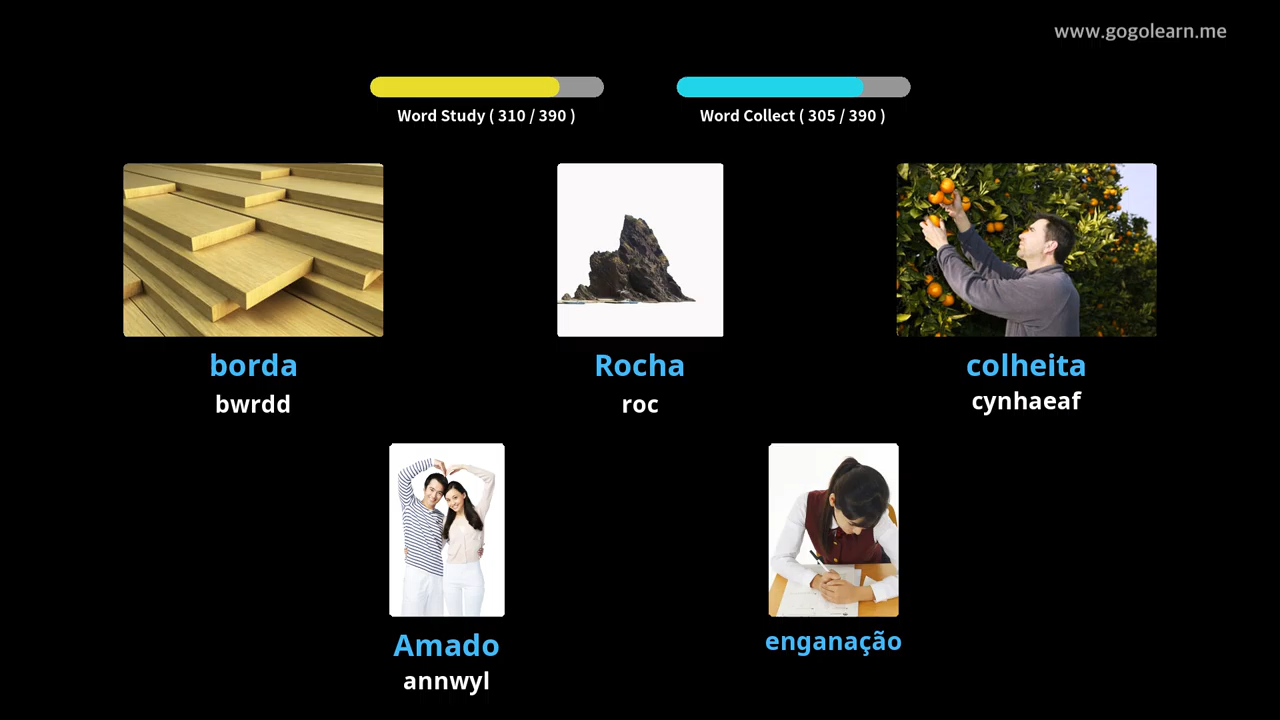 www.gogolearn.me
Word Study ( 310 / 390 )
Word Collect ( 305 / 390 )
borda
bwrdd
Rocha
roc
colheita
cynhaeaf
Amado
annwyl
enganação